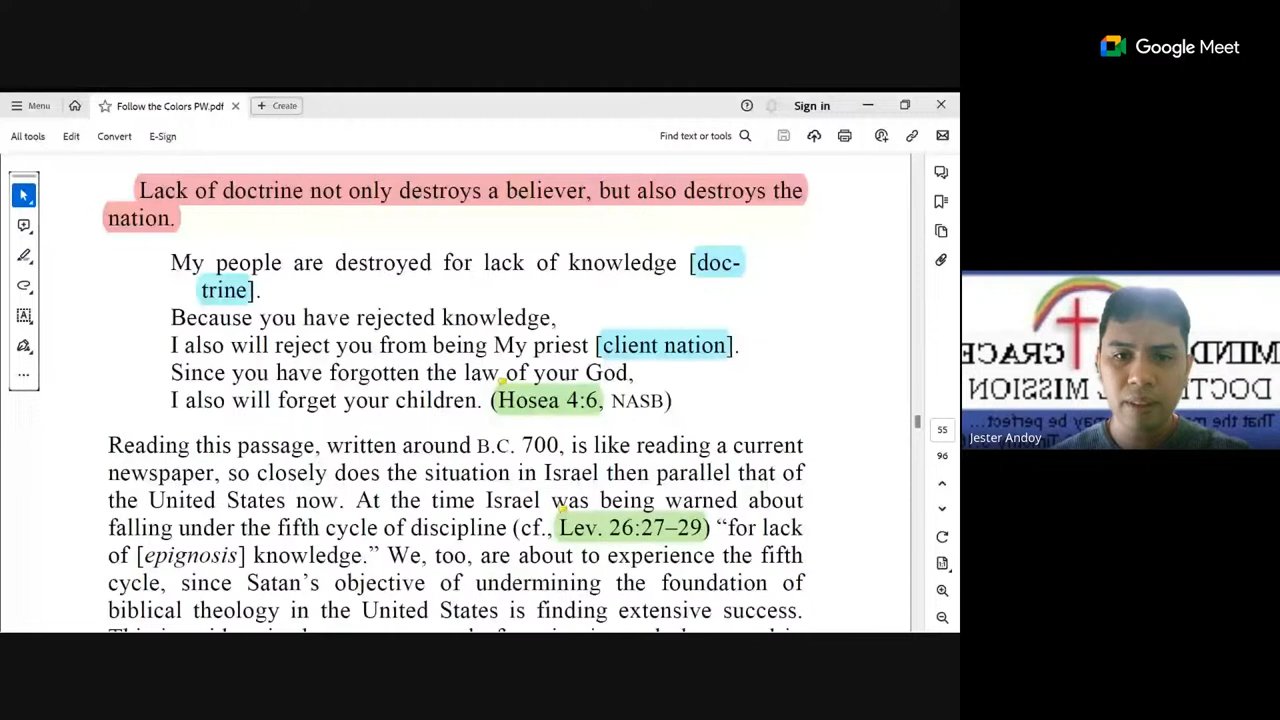 Google Meet
Menu
Follow the Colors PW.pdf
Create
Sign in
All tools
Edit
Convert
E-Sign
Find text or tools
Lack of doctrine not only destroys a believer, but also destroys the
nation.
My people are destroyed for lack of knowledge [doc-
trine].
Because you have rejected knowledge,
I also will reject you from being My priest [client nation].
Since you have forgotten the law of your God,
I also will forget your children. (Hosea 4:6, NASB)
Reading this passage, written around B.C. 700, is like reading a current
newspaper, so closely does the situation in Israel then parallel that of
the United States now. At the time Israel was being warned about
falling under the fifth cycle of discipline (cf., Lev. 26:27–29) “for lack
of [epignosis] knowledge.” We, too, are about to experience the fifth
cycle, since Satan’s objective of undermining the foundation of
biblical theology in the United States is finding extensive success.
55
96
MIND
GRACE
DOCT
E MISSION
Jester Andoy